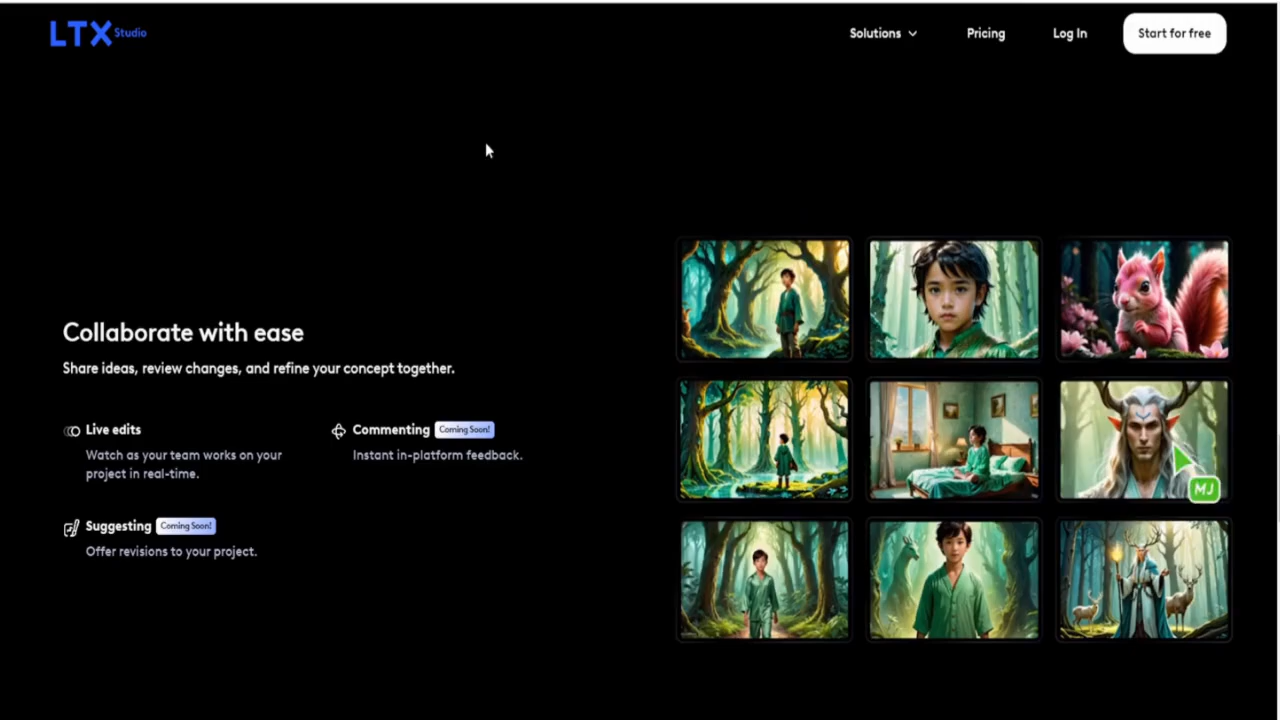 LTX Studio
Solutions
Pricing
Log In
Start for free
Collaborate with ease
Share ideas, review changes, and refine your concept together.
Live edits
Watch as your team works on your
project in real-time.
Commenting Coming Soon!
Instant in-platform feedback.
Suggesting Coming Soon!
Offer revisions to your project.
MJ